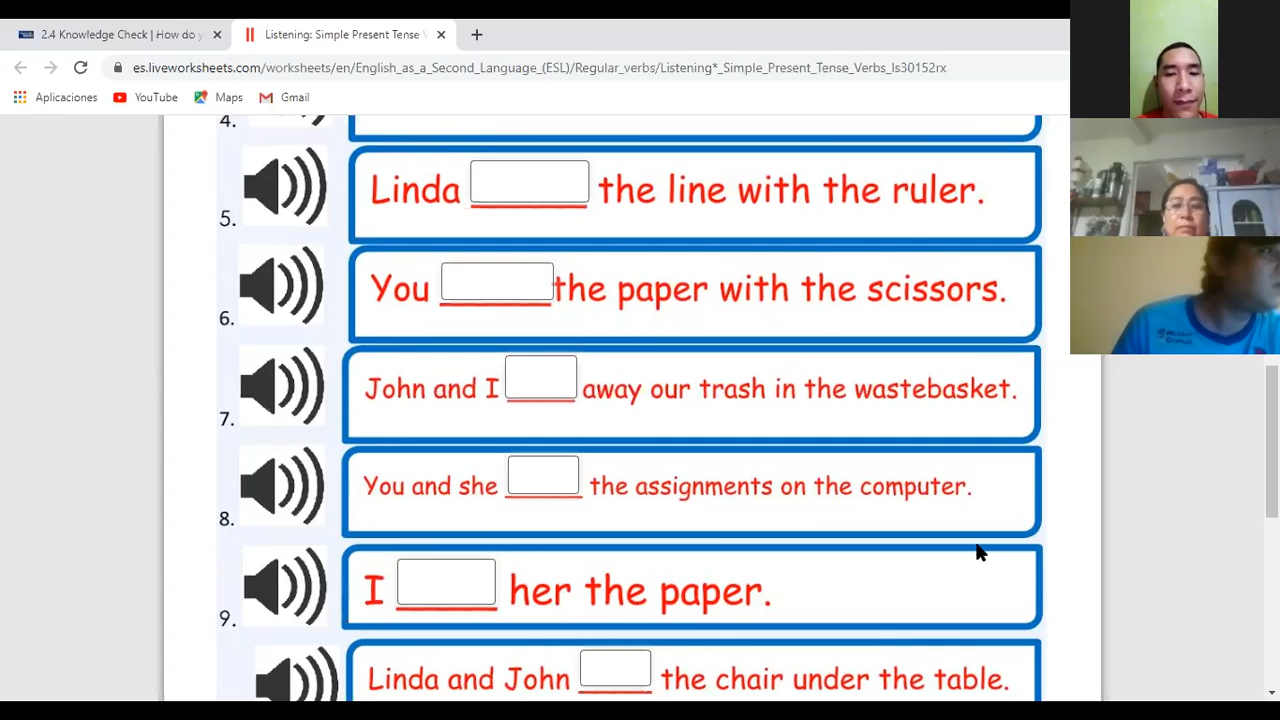 2.4 Knowledge Check | How do y
Listening: Simple Present Tense V
es.liveworksheets.com/worksheets/en/English_as_a_Second_Language_(ESL)/Regular_verbs/Listening*_Simple_Present_Tense_Verbs_ls30152rx
Aplicaciones YouTube Maps Gmail
4.
5. Linda the line with the ruler.
6. You the paper with the scissors.
7. John and I away our trash in the wastebasket.
8. You and she the assignments on the computer.
9. I her the paper.
Linda and John the chair under the table.